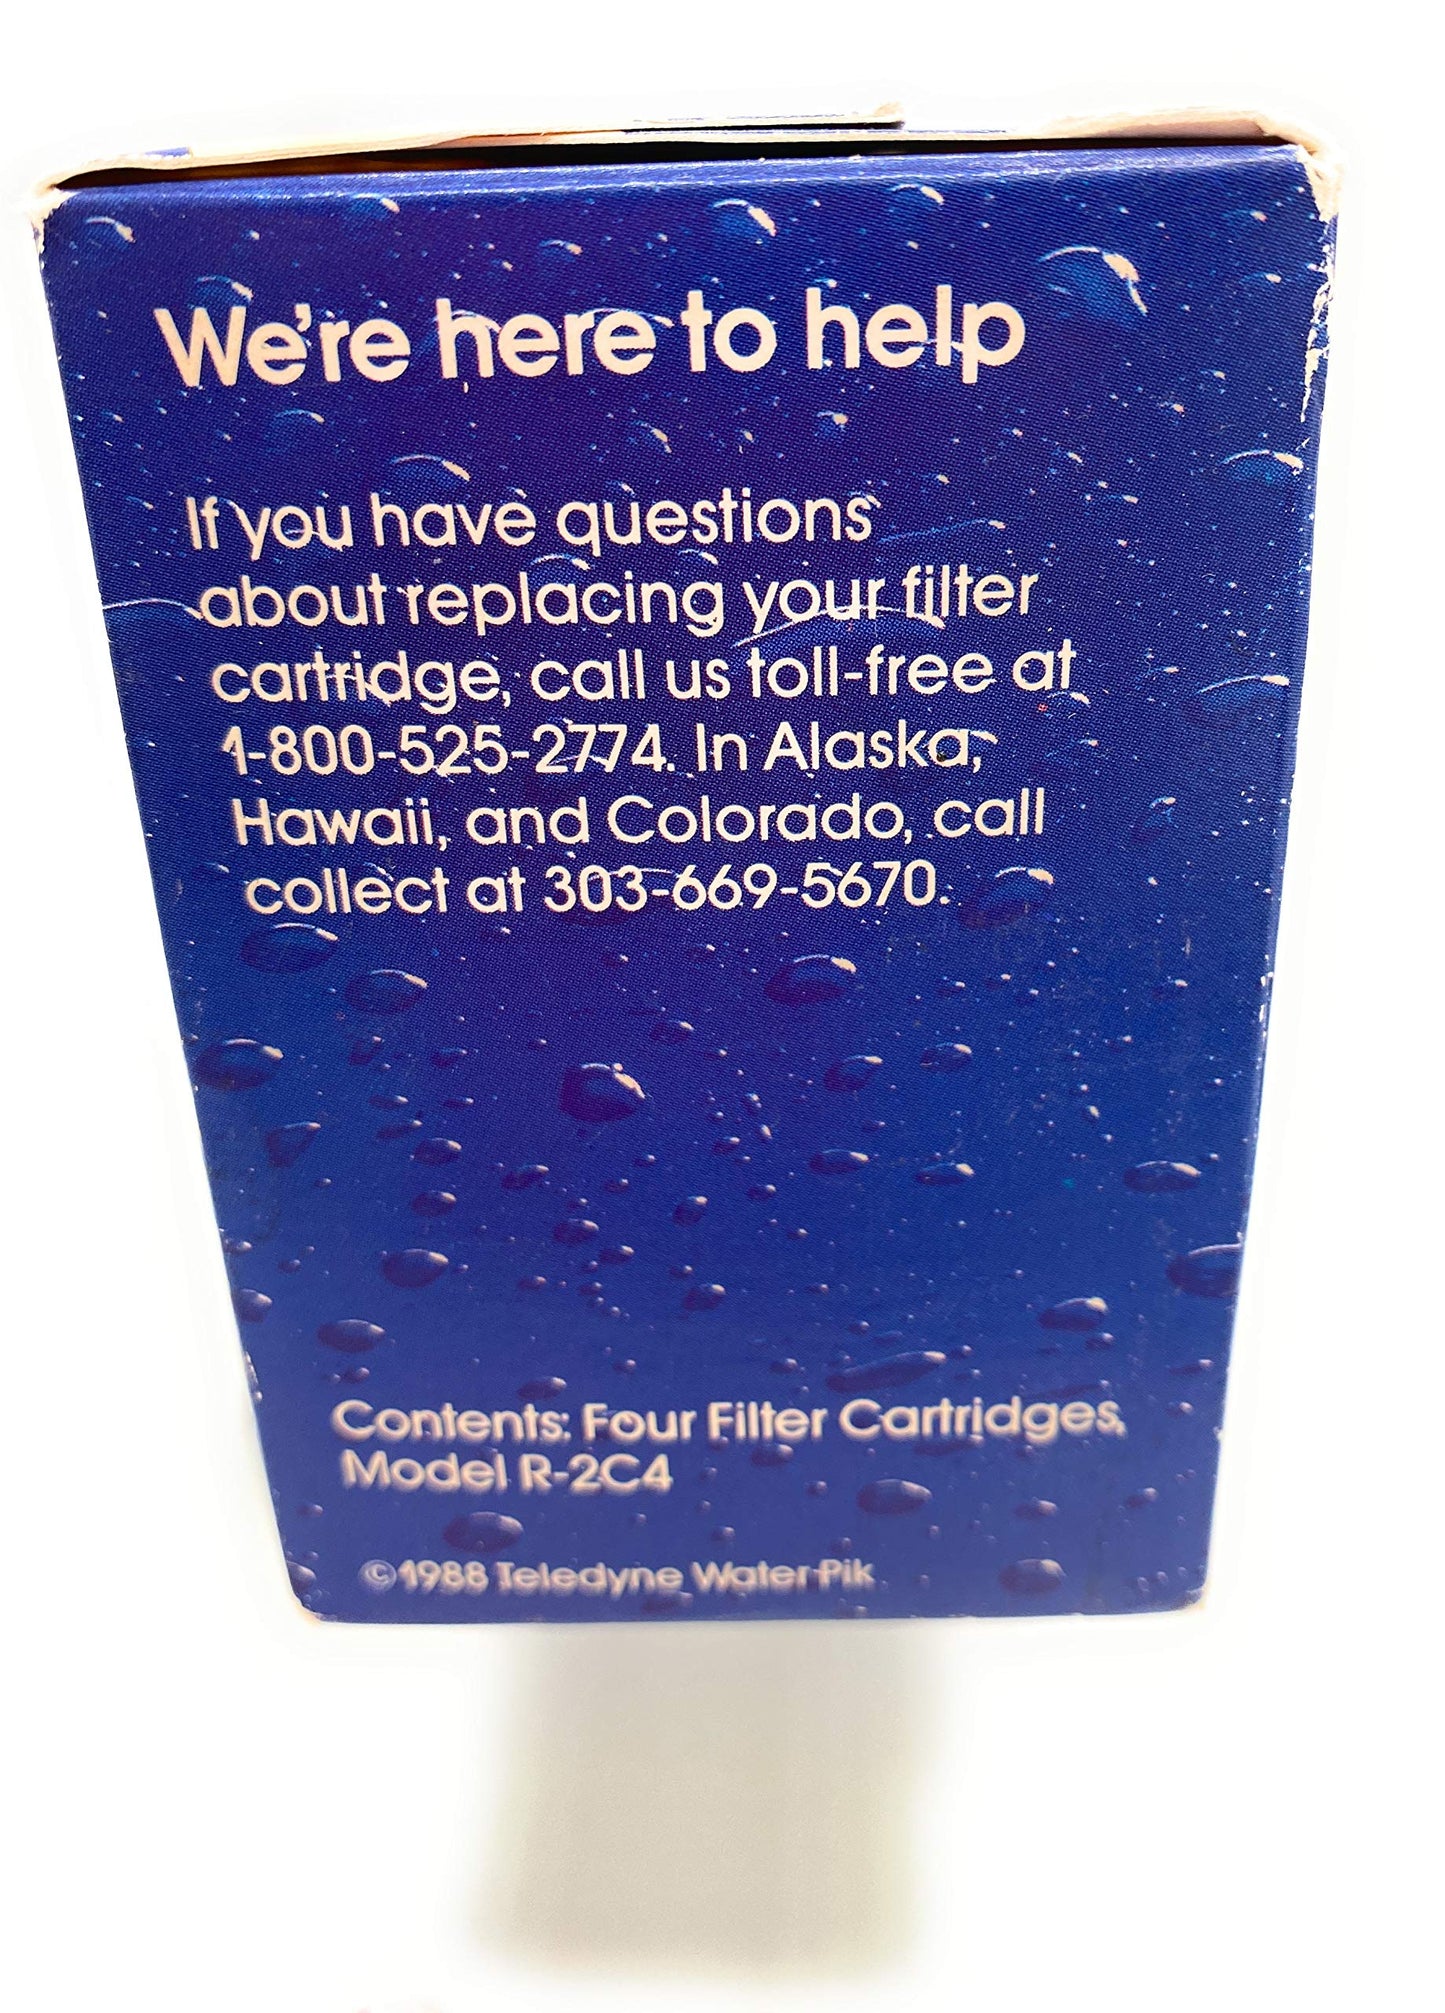 We're here to help
If you have questions
about replacing your filter
cartridge, call us toll-free at
1-800-525-2774. In Alaska,
Hawaii, and Colorado, call
collect at 303-669-5670.
Contents: Four Filter Cartridges,
Model R-2C4
©1988 Teledyne Water Pik